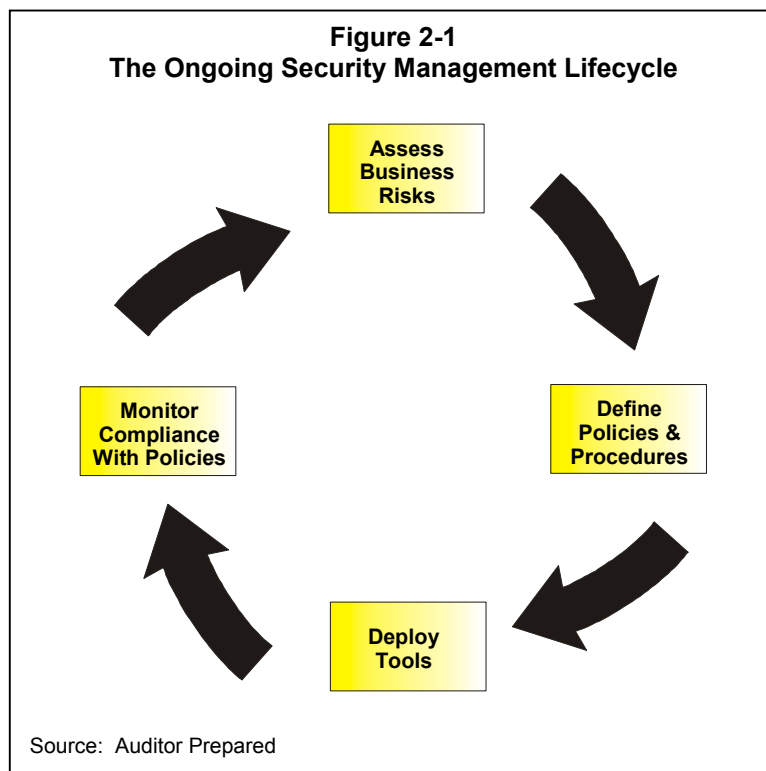 Figure 2-1
The Ongoing Security Management Lifecycle
Assess
Business
Risks
Define
Policies &
Procedures
Deploy
Tools
Monitor
Compliance
With Policies
Source: Auditor Prepared